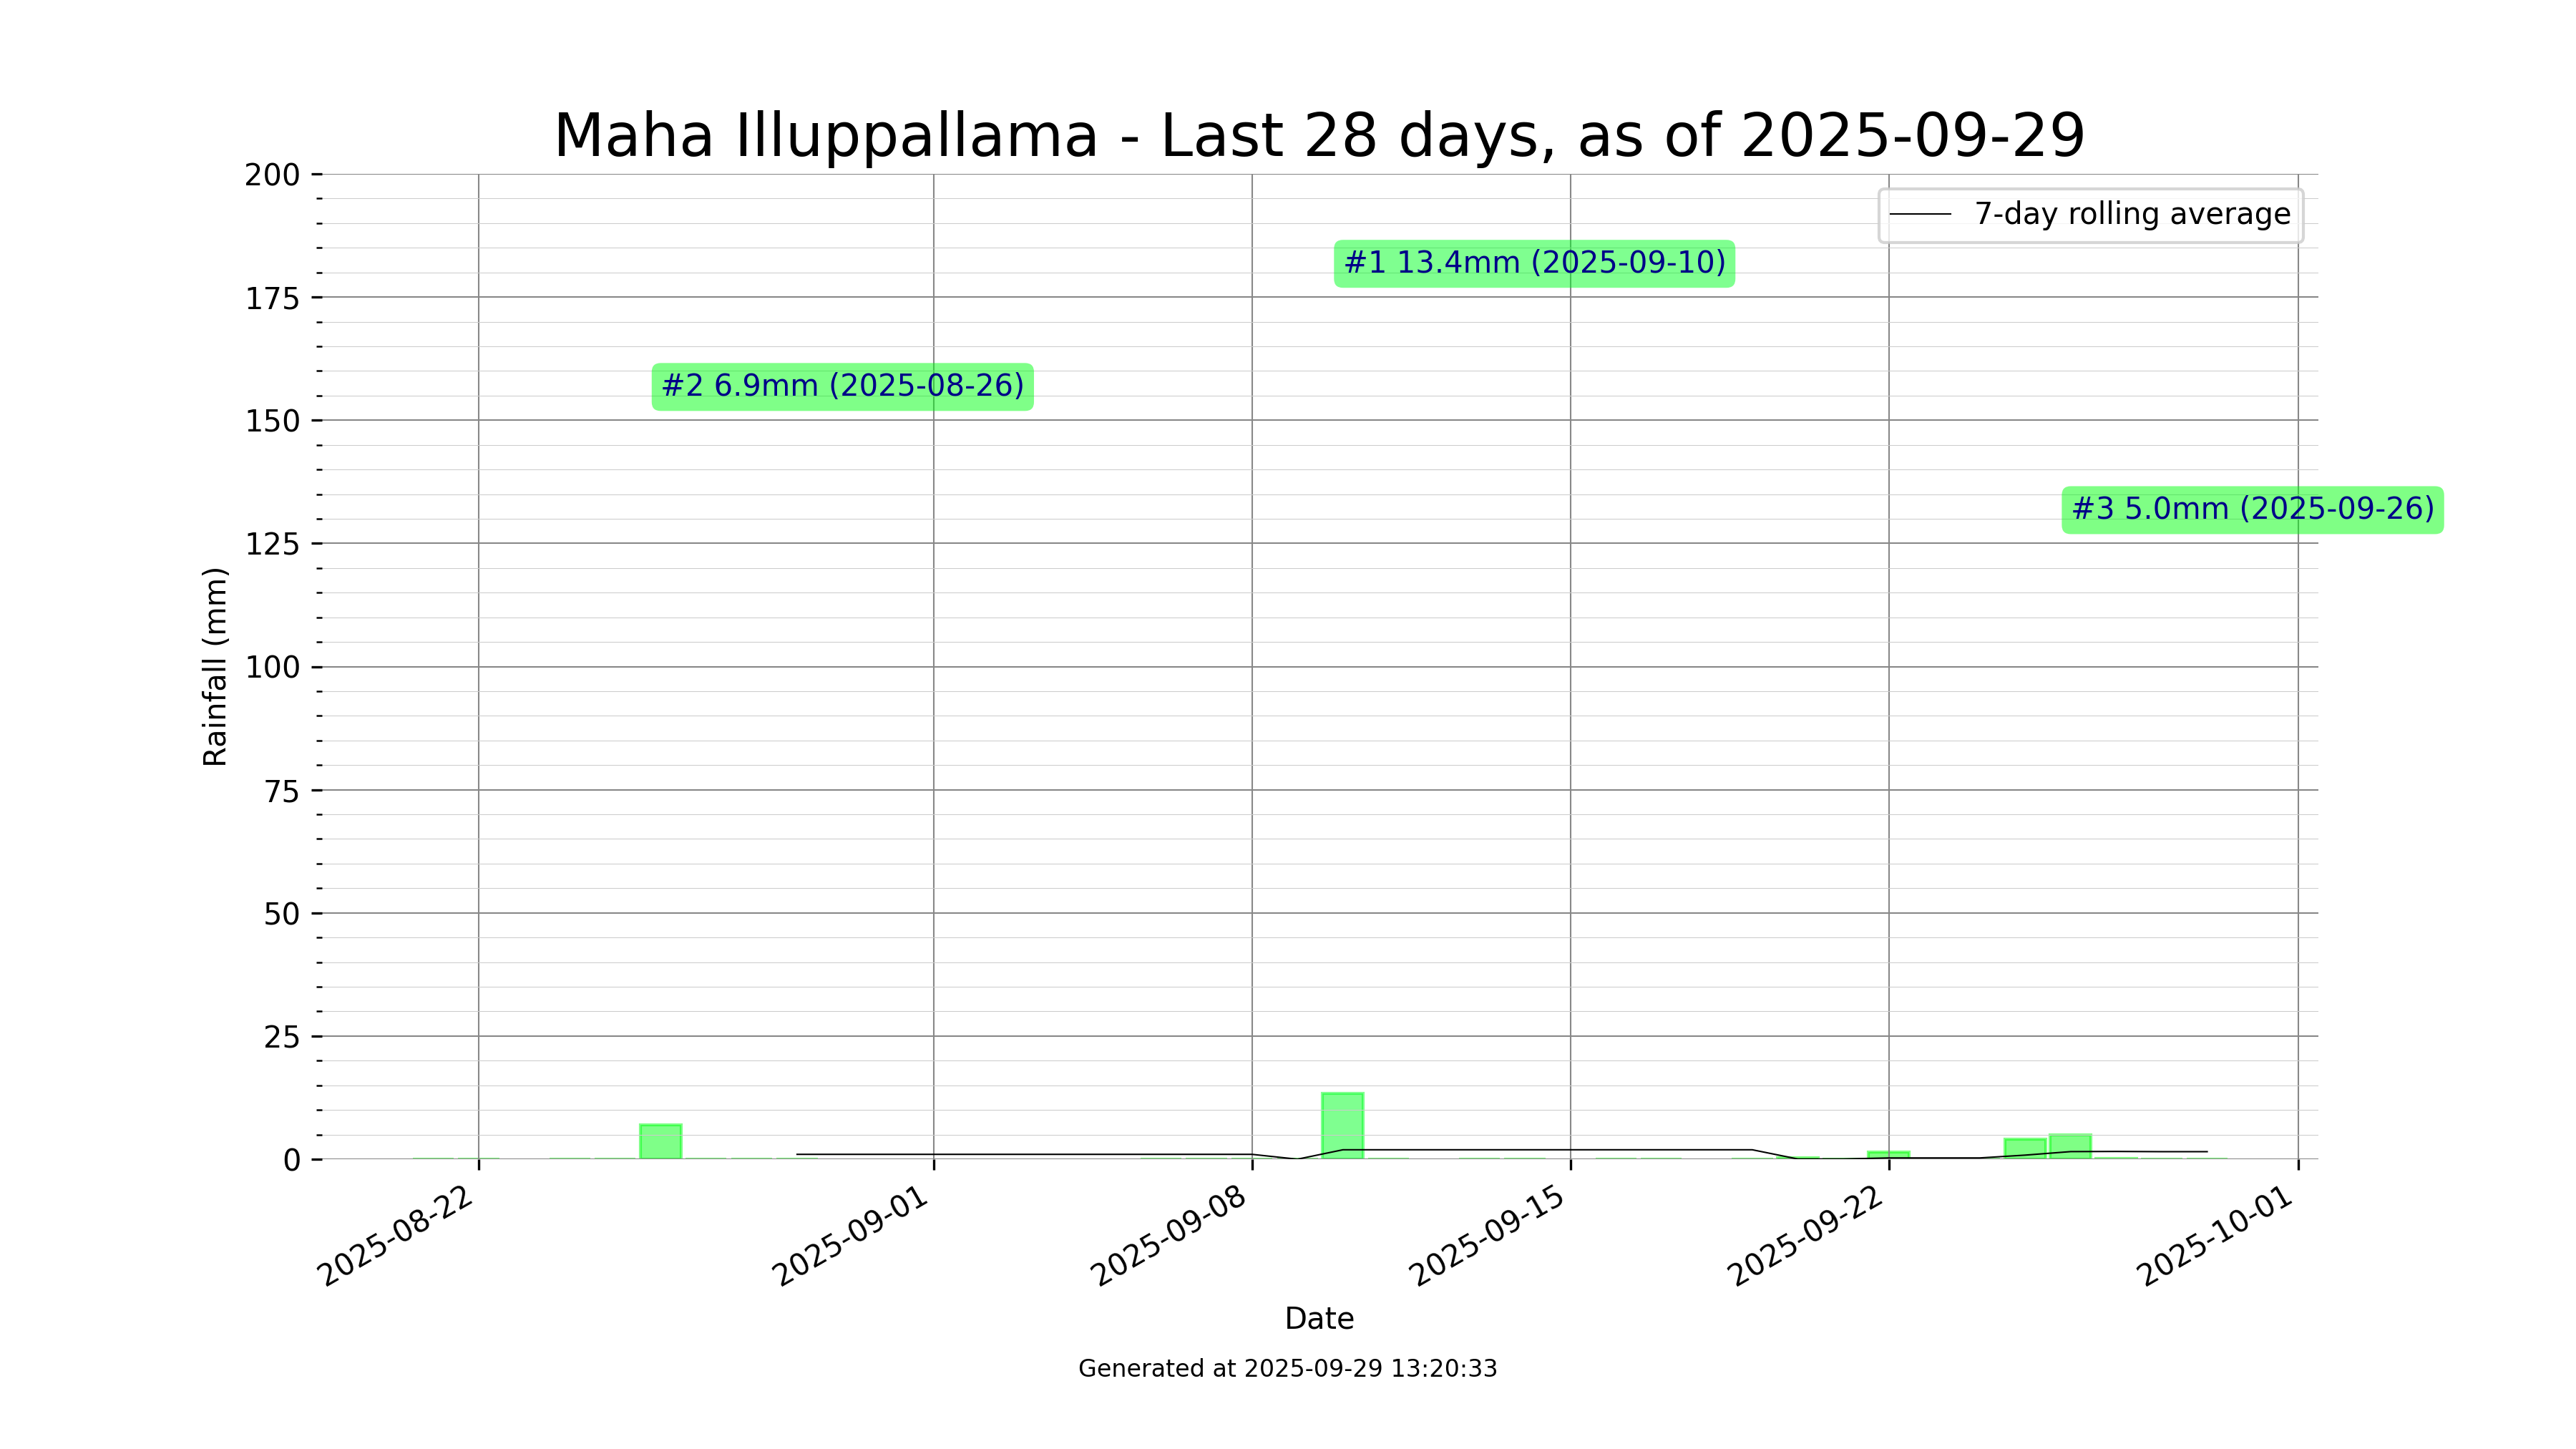 Maha Illuppallama - Last 28 days, as of 2025-09-29
200
175
150
125
100
75
50
25
0
Rainfall (mm)
7-day rolling average
#1 13.4mm (2025-09-10)
#2 6.9mm (2025-08-26)
#3 5.0mm (2025-09-26)
2025-08-22
2025-09-01
2025-09-08
2025-09-15
2025-09-22
2025-10-01
Date
Generated at 2025-09-29 13:20:33